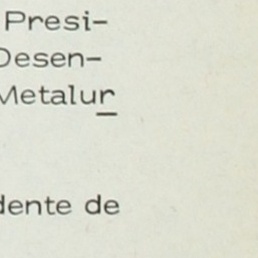 Presi-
Desen-
Metalur
dente de